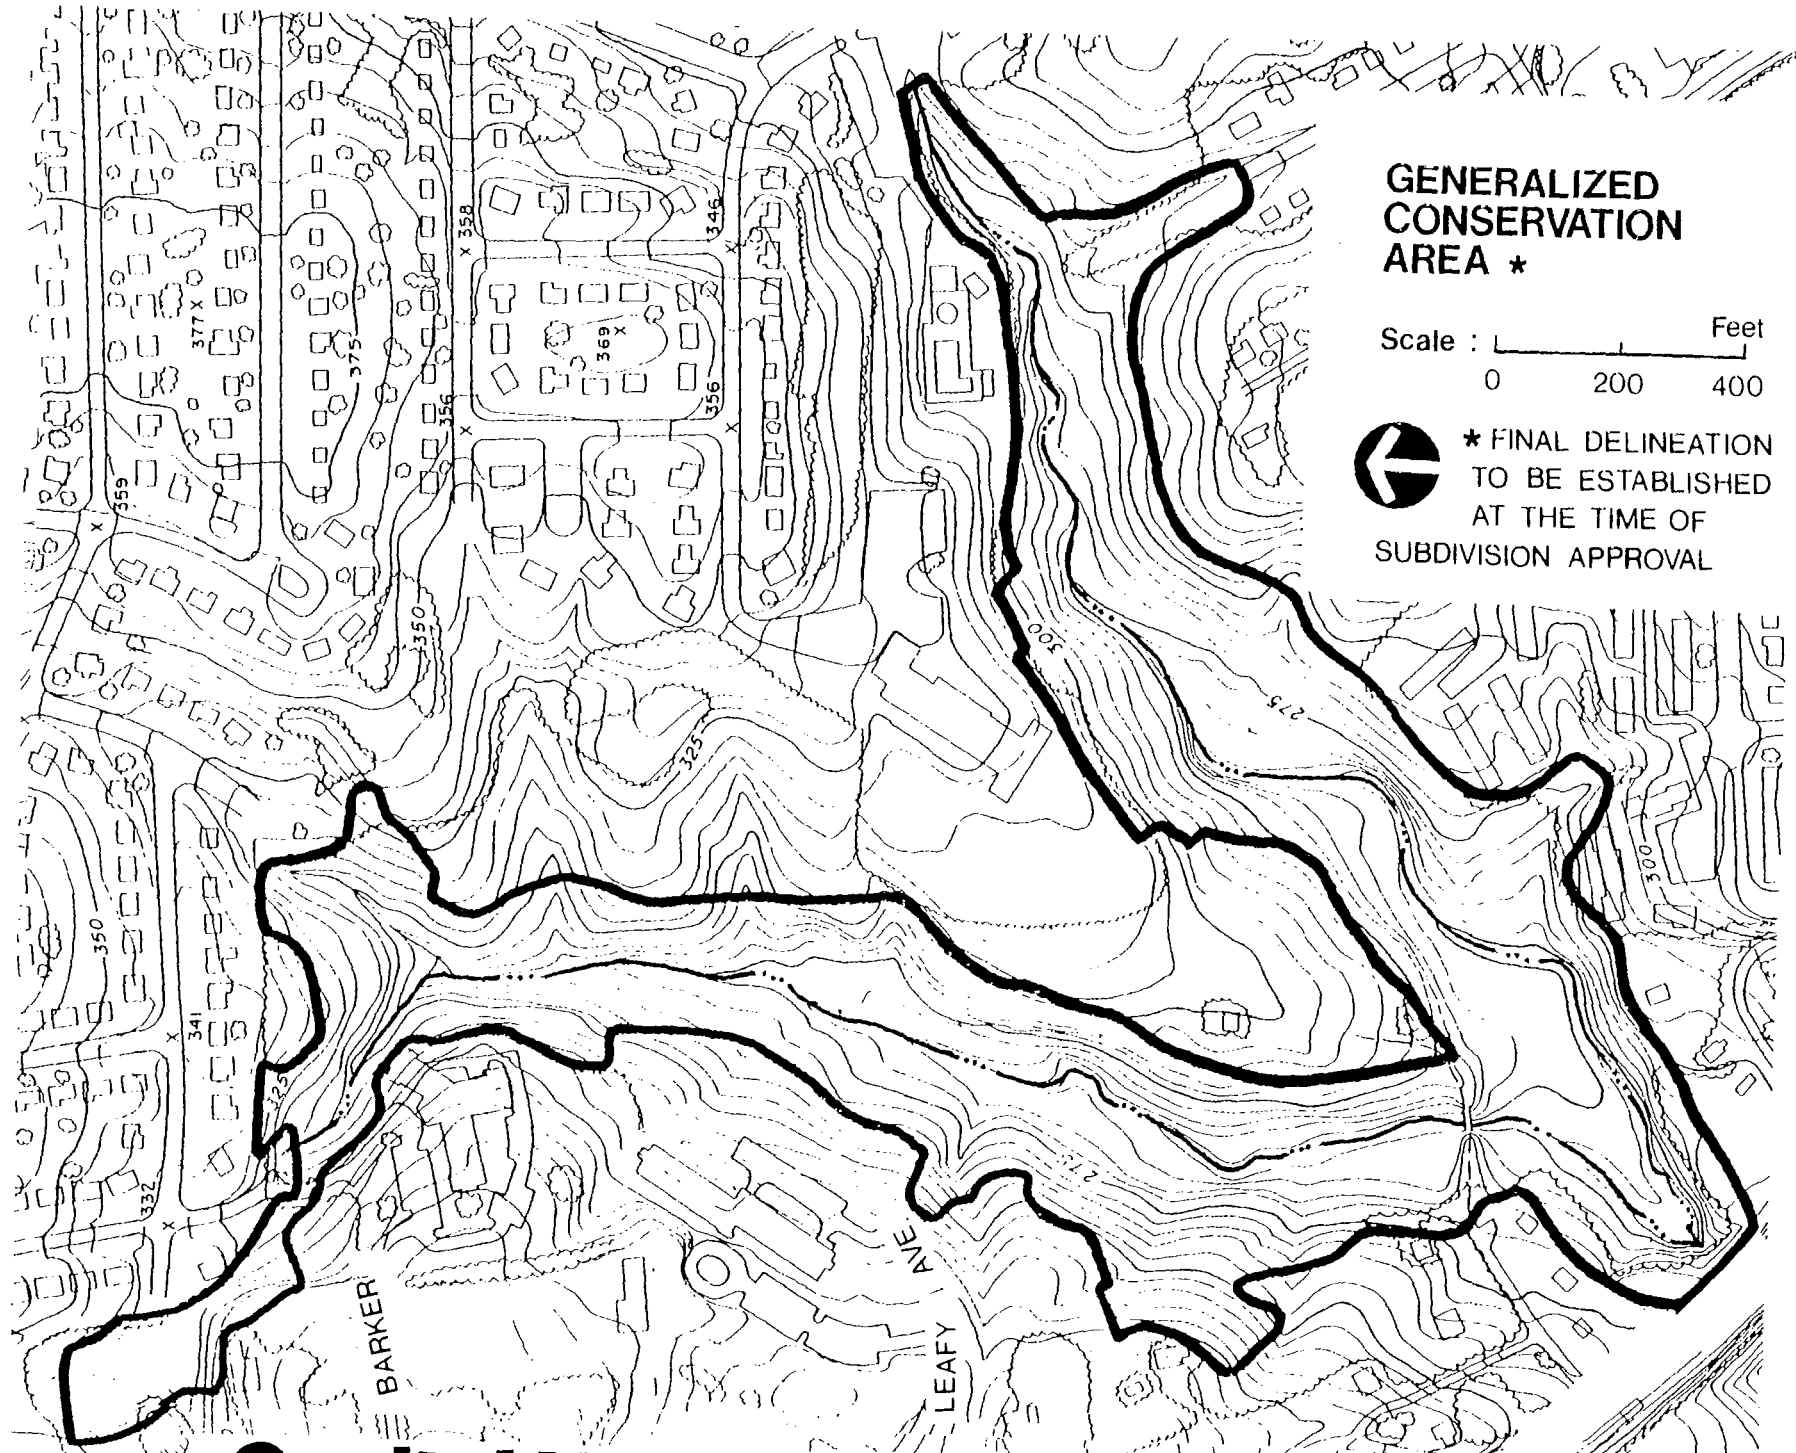 GENERALIZED
CONSERVATION
AREA *
Scale :
Feet
0 200 400
* FINAL DELINEATION
TO BE ESTABLISHED
AT THE TIME OF
SUBDIVISION APPROVAL
358
346
377 x
375
369
x
356
356
359
350
300
275
325
300
350
341
325
332
275
BARKER
LEAFY AVE